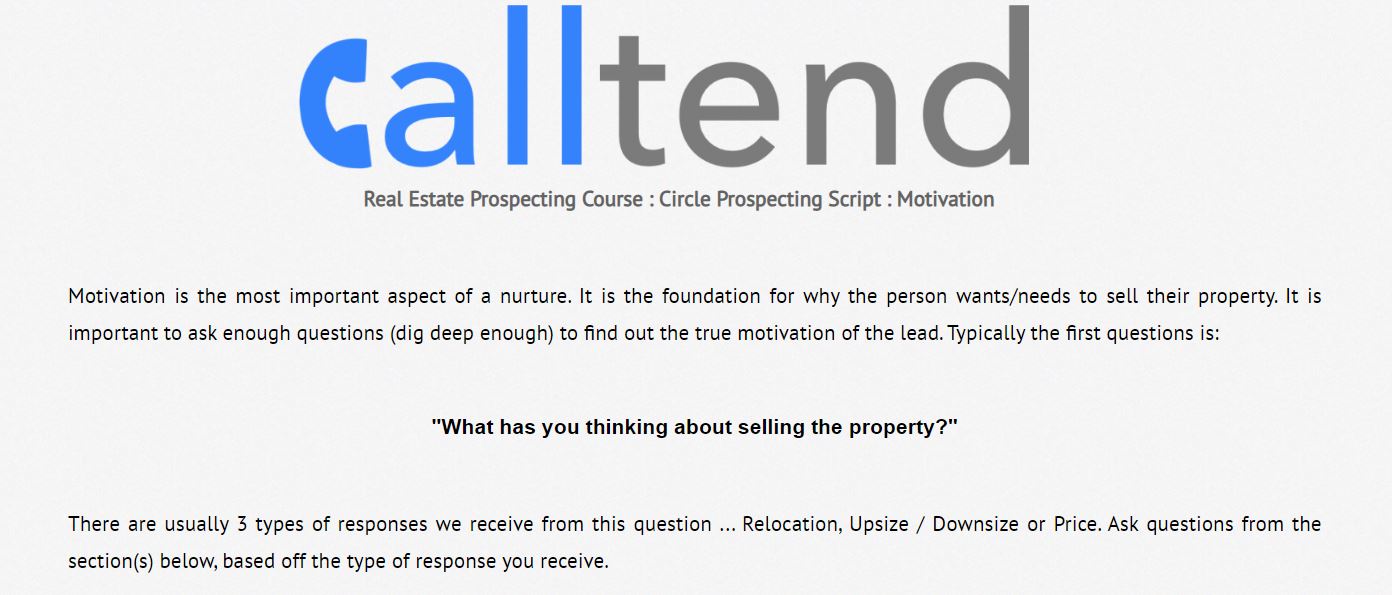 calltend
Real Estate Prospecting Course : Circle Prospecting Script : Motivation
Motivation is the most important aspect of a nurture. It is the foundation for why the person wants/needs to sell their property. It is
important to ask enough questions (dig deep enough) to find out the true motivation of the lead. Typically the first questions is:
"What has you thinking about selling the property?"
There are usually 3 types of responses we receive from this question ... Relocation, Upsize / Downsize or Price. Ask questions from the
section(s) below, based off the type of response you receive.